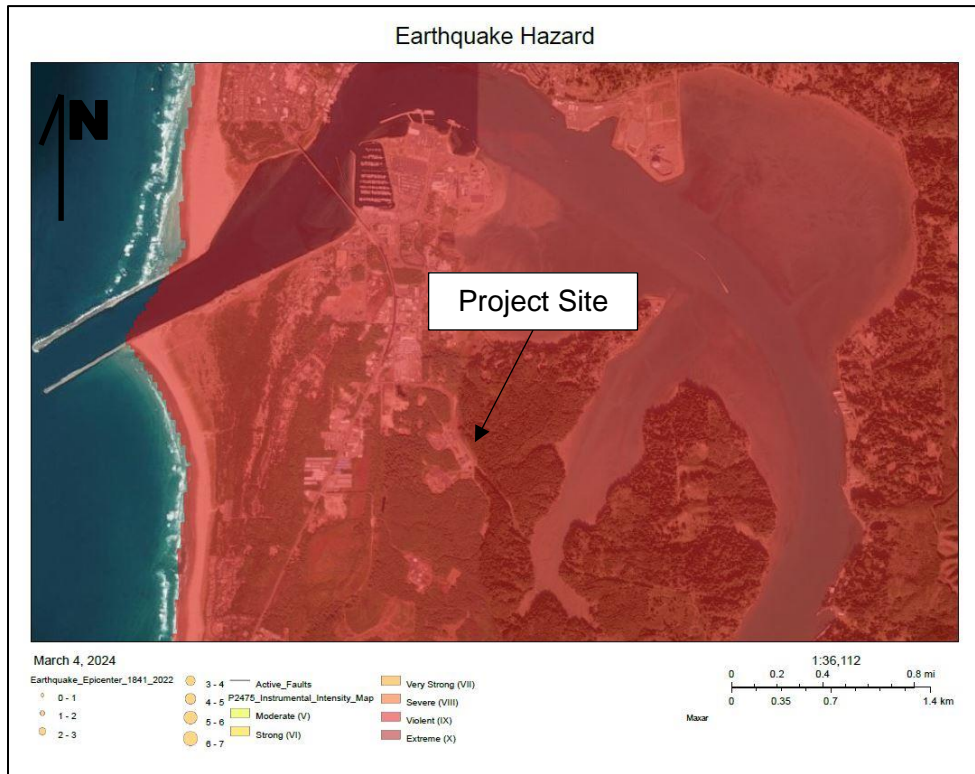 Earthquake Hazard
N
Project Site
March 4, 2024
Earthquake_Epicenter_1841_2022
0 - 1
1 - 2
2 - 3
3 - 4
4 - 5
5 - 6
6 - 7
Active_Faults
P2475_Instrumental_Intensity_Map
Moderate (V)
Strong (VI)
Very Strong (VII)
Severe (VIII)
Violent (IX)
Extreme (X)
Maxar
1:36,112
0 0.2 0.4 0.8 mi
0 0.35 0.7 1.4 km